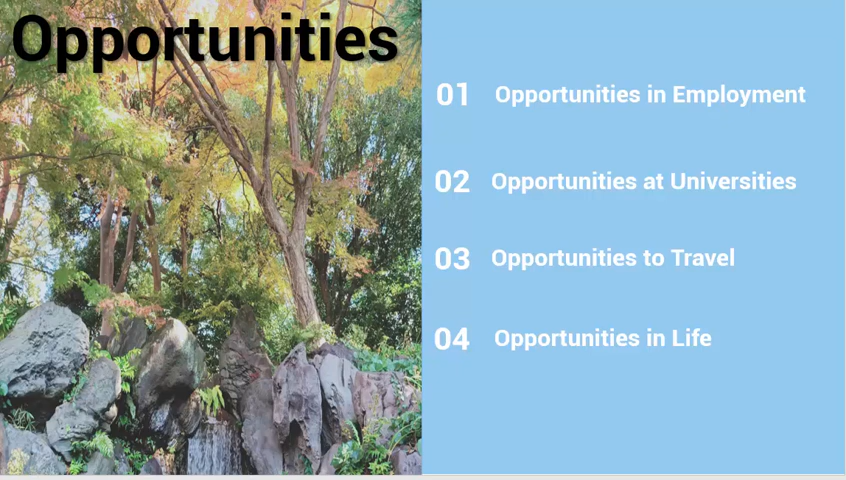 Opportunities
01 Opportunities in Employment
02 Opportunities at Universities
03 Opportunities to Travel
04 Opportunities in Life